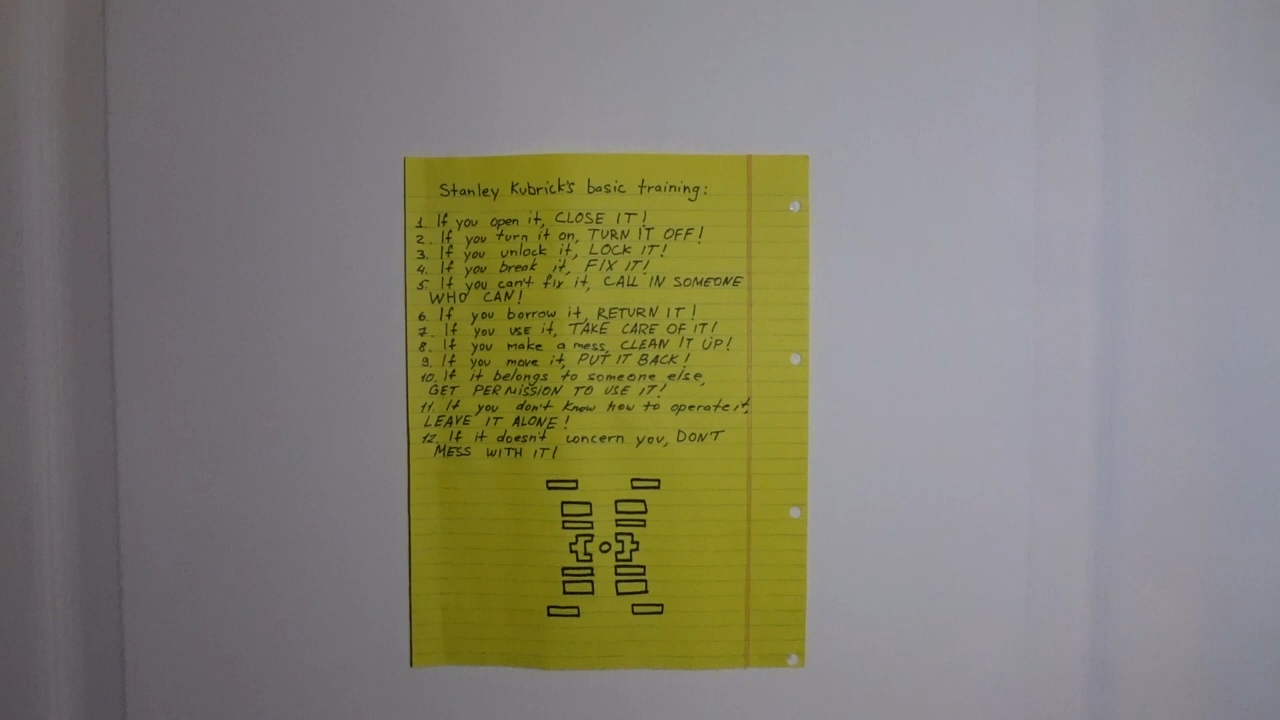 Stanley Kubrick's basic training:
1. If you open it, CLOSE IT!
2. If you turn it on, TURN IT OFF!
3. If you unlock it, LOCK IT!
4. If you break it, FIX IT!
5. If you can't fix it, CALL IN SOMEONE
WHO CAN!
6. If you borrow it, RETURN IT!
7. If you USE it, TAKE CARE OF IT!
8. If you make a mess, CLEAN IT UP!
9. If you move it, PUT IT BACK!
10. If it belongs to someone else,
GET PERMISSION TO USE IT!
11. If you don't know how to operate it,
LEAVE IT ALONE!
12. If it doesn't concern you, DON'T
MESS WITH IT!